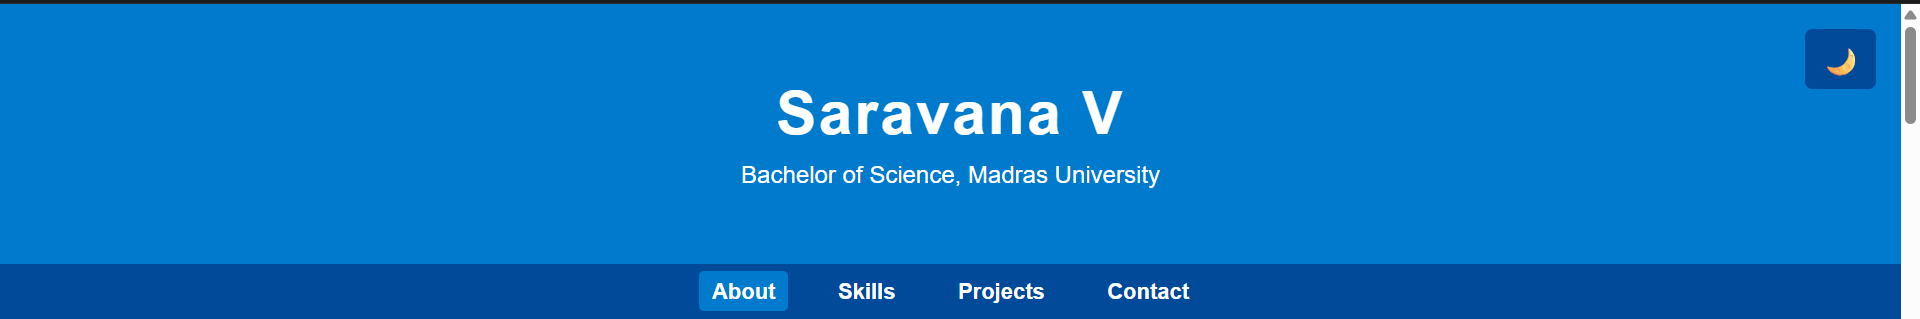 Saravana V
Bachelor of Science, Madras University
About Skills Projects Contact